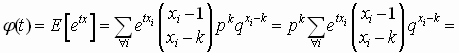 φ(t) = E[e^{tx}] = ∑_{∀i} e^{tx_i} \binom{x_i − 1}{x_i − k} p^k q^{x_i−k} = p^k ∑_{∀i} e^{tx_i} \binom{x_i − 1}{x_i − k} q^{x_i−k} =